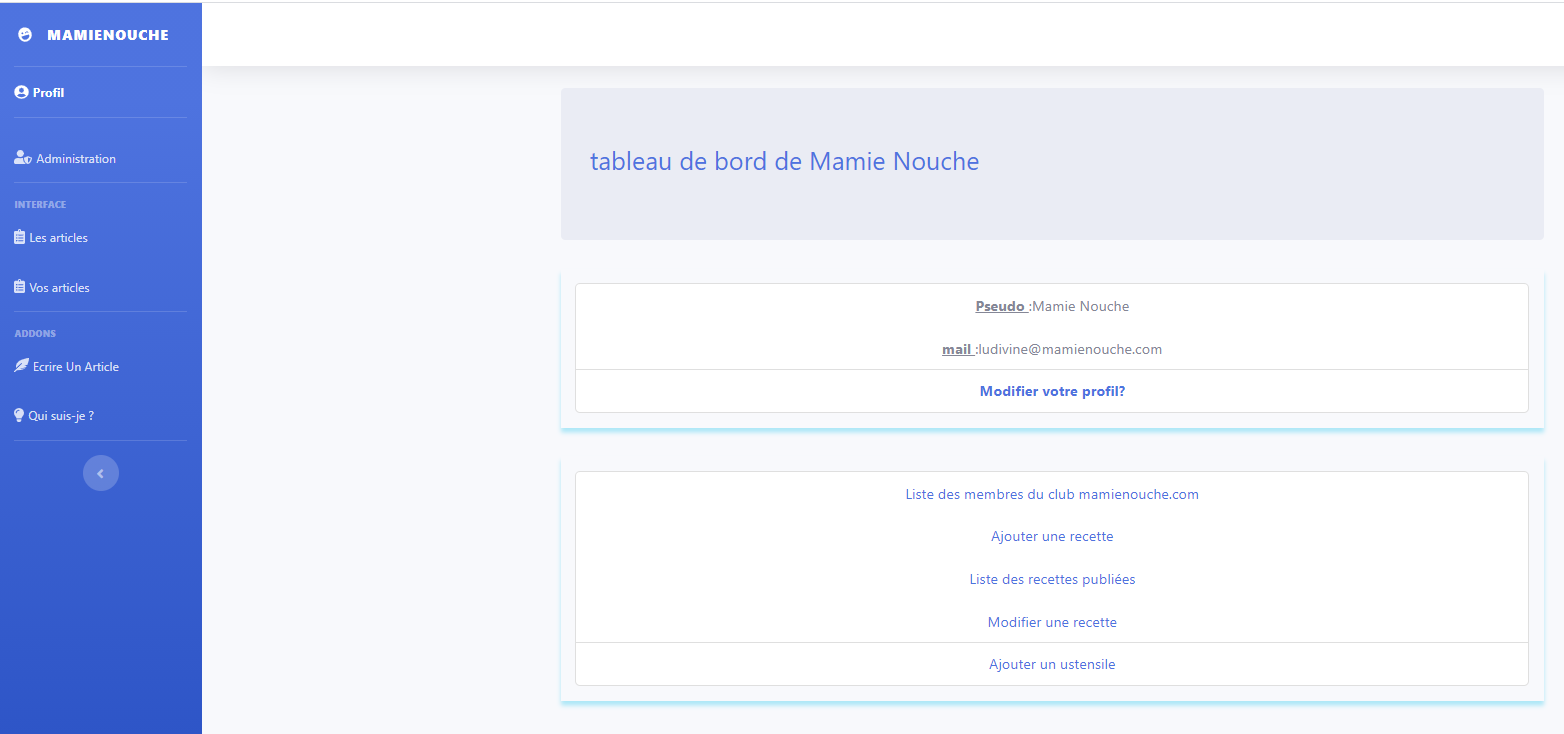 MAMIENOUCHE
Profil
Administration
INTERFACE
Les articles
Vos articles
ADDONS
Ecrire Un Article
Qui suis-je ?
tableau de bord de Mamie Nouche
Pseudo :Mamie Nouche
mail :ludivine@mamienouche.com
Modifier votre profil?
Liste des membres du club mamienouche.com
Ajouter une recette
Liste des recettes publiées
Modifier une recette
Ajouter un ustensile